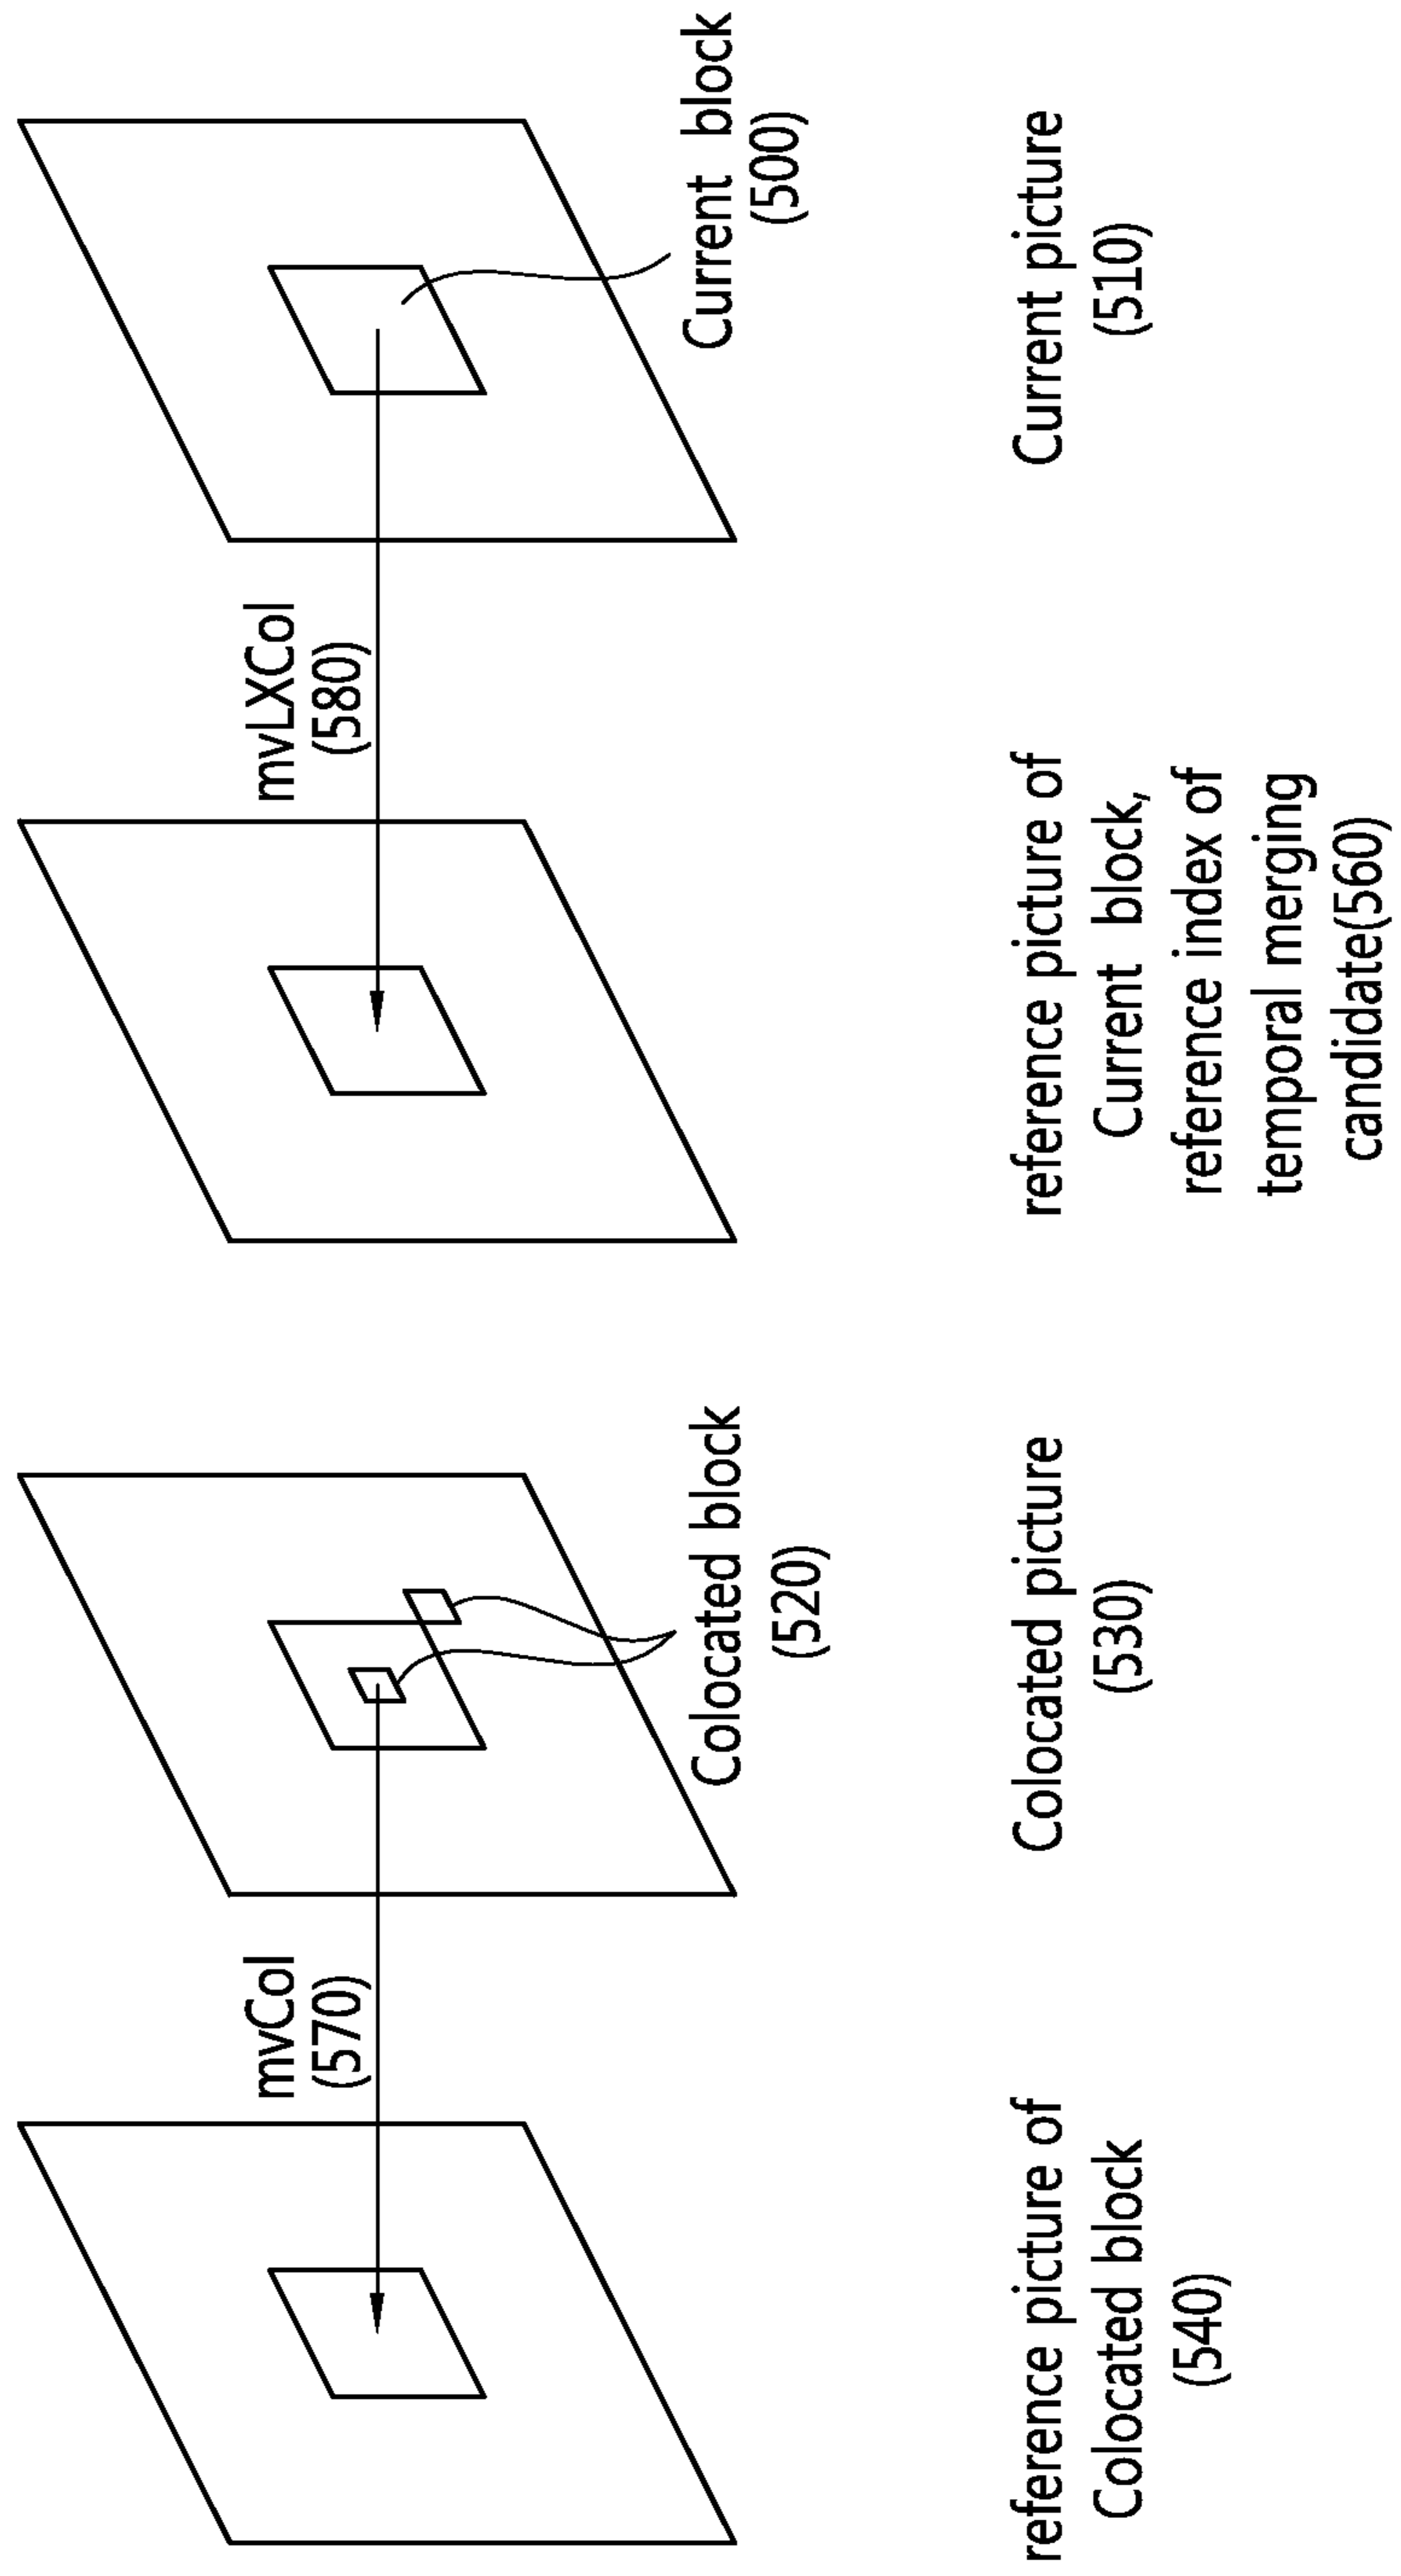 mvCol
(570)
mvLXCol
(580)
Colocated block
(520)
Current block
(500)
reference picture of
Colocated block
(540)
Colocated picture
(530)
reference picture of
Current block,
reference index of
temporal merging
candidate(560)
Current picture
(510)